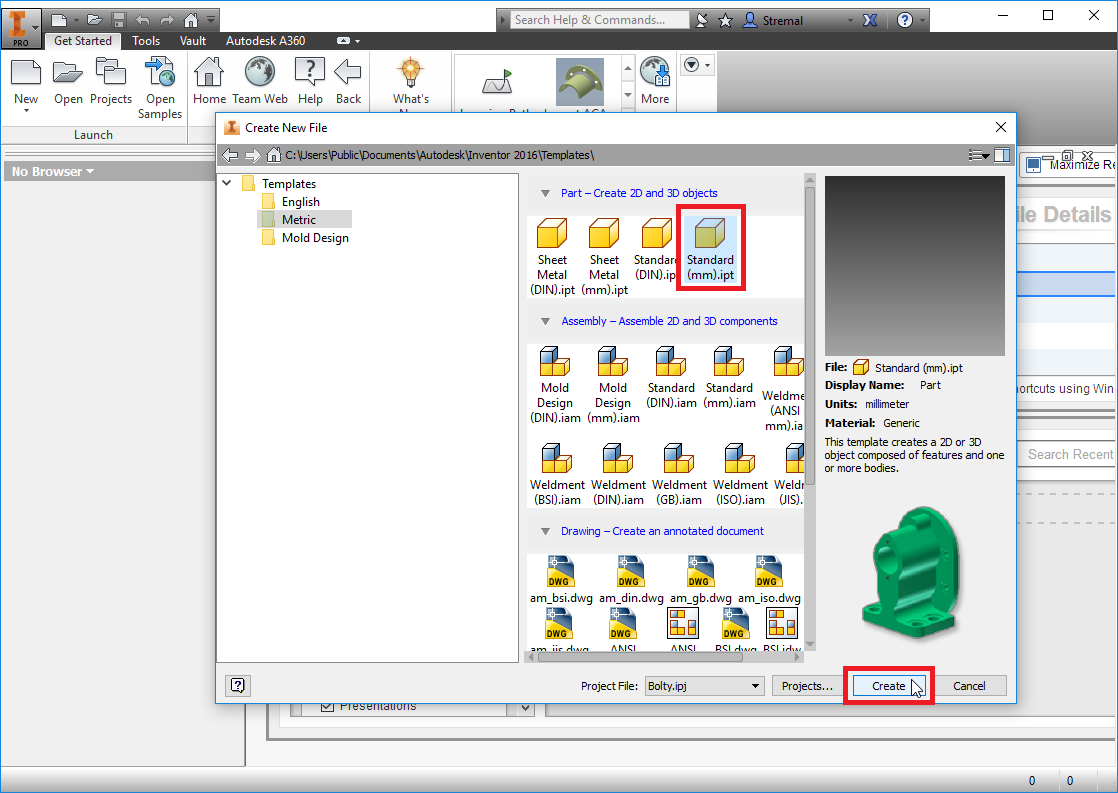 PRO
Search Help & Commands...
Stremal
Get Started
Tools
Vault
Autodesk A360
New
Open
Projects
Open
Samples
Home
Team Web
Help
Back
What's
More
Launch
Create New File
C:\Users\Public\Documents\Autodesk\Inventor 2016\Templates\
No Browser
Maximize Re
Templates
English
Metric
Mold Design
Part – Create 2D and 3D objects
Sheet
Metal
(DIN).ipt
Sheet
Metal
(mm).ipt
Standar
(DIN).ip
Standard
(mm).ipt
Assembly – Assemble 2D and 3D components
Mold
Design
(DIN).iam
Mold
Design
(mm).iam
Standard
(DIN).iam
Standard
(mm).iam
Weldmen
(ANSI
mm).ia
Weldment
(BSI).iam
Weldment
(DIN).iam
Weldment
(GB).iam
Weldment
(ISO).iam
Weldr
(JIS).
Drawing – Create an annotated document
DWG
am_bsi.dwg
DWG
am_din.dwg
DWG
am_gb.dwg
DWG
am_iso.dwg
DWG
am_jis.dwg
DWG
ANSI
ANSI
DWG
BSI.dwg
BSI.idw
File: Standard (mm).ipt
Display Name: Part
Units: millimeter
Material: Generic
This template creates a 2D or 3D
object composed of features and one
or more bodies.
ile Details
ortcuts using Win
Search Recent
Project File:
Bolty.ipj
Projects...
Create
Cancel
Presentations
0
0